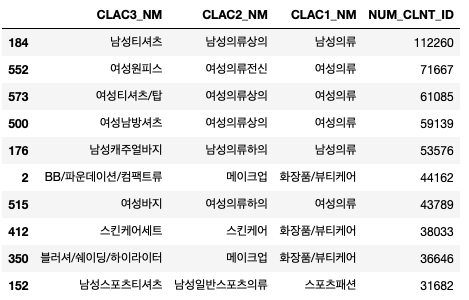 CLAC3_NM CLAC2_NM CLAC1_NM NUM_CLNT_ID
184 남성티셔츠 남성의류상의 남성의류 112260
552 여성원피스 여성의류전신 여성의류 71667
573 여성티셔츠/탑 여성의류상의 여성의류 61085
500 여성남방셔츠 여성의류상의 여성의류 59139
176 남성캐주얼바지 남성의류하의 남성의류 53576
2 BB/파운데이션/컴팩트류 메이크업 화장품/뷰티케어 44162
515 여성바지 여성의류하의 여성의류 43789
412 스킨케어세트 스킨케어 화장품/뷰티케어 38033
350 블러셔/쉐이딩/하이라이터 메이크업 화장품/뷰티케어 36646
152 남성스포츠티셔츠 남성일반스포츠의류 스포츠패션 31682